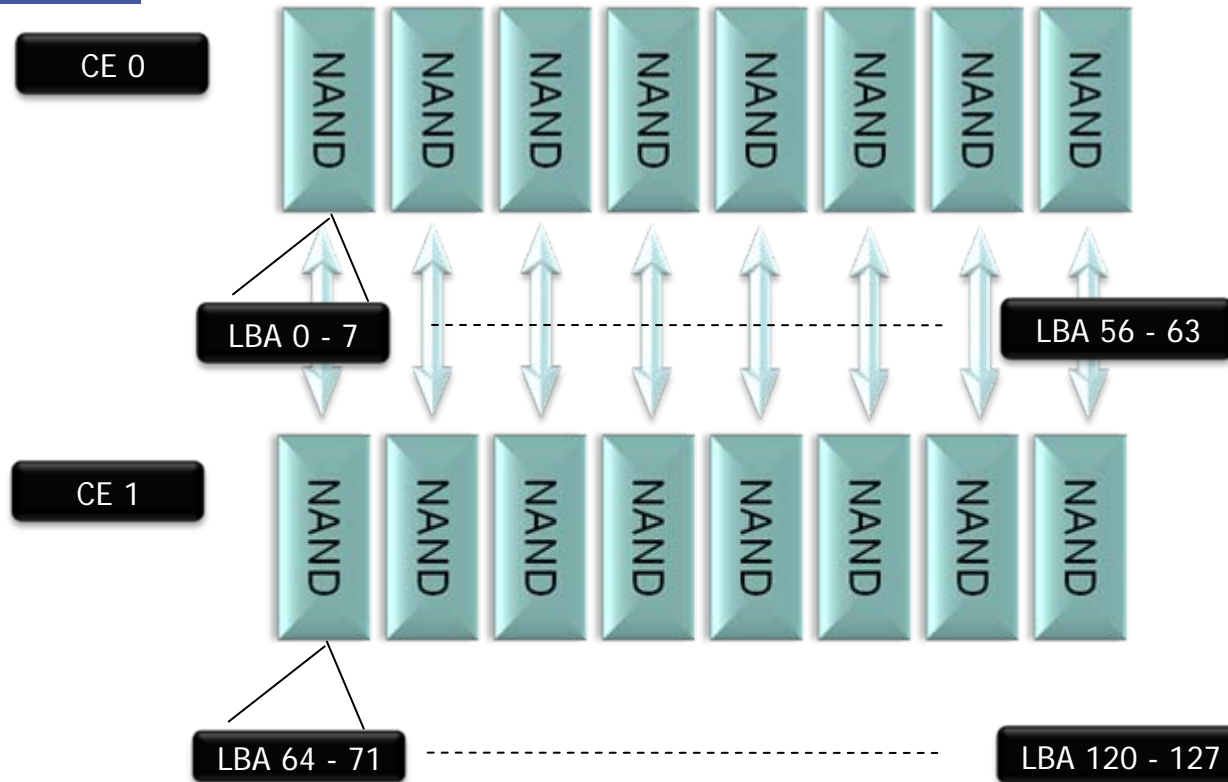 CE 0
NAND
NAND
NAND
NAND
NAND
NAND
NAND
NAND
LBA 0 - 7
LBA 56 - 63
CE 1
NAND
NAND
NAND
NAND
NAND
NAND
NAND
NAND
LBA 64 - 71
LBA 120 - 127